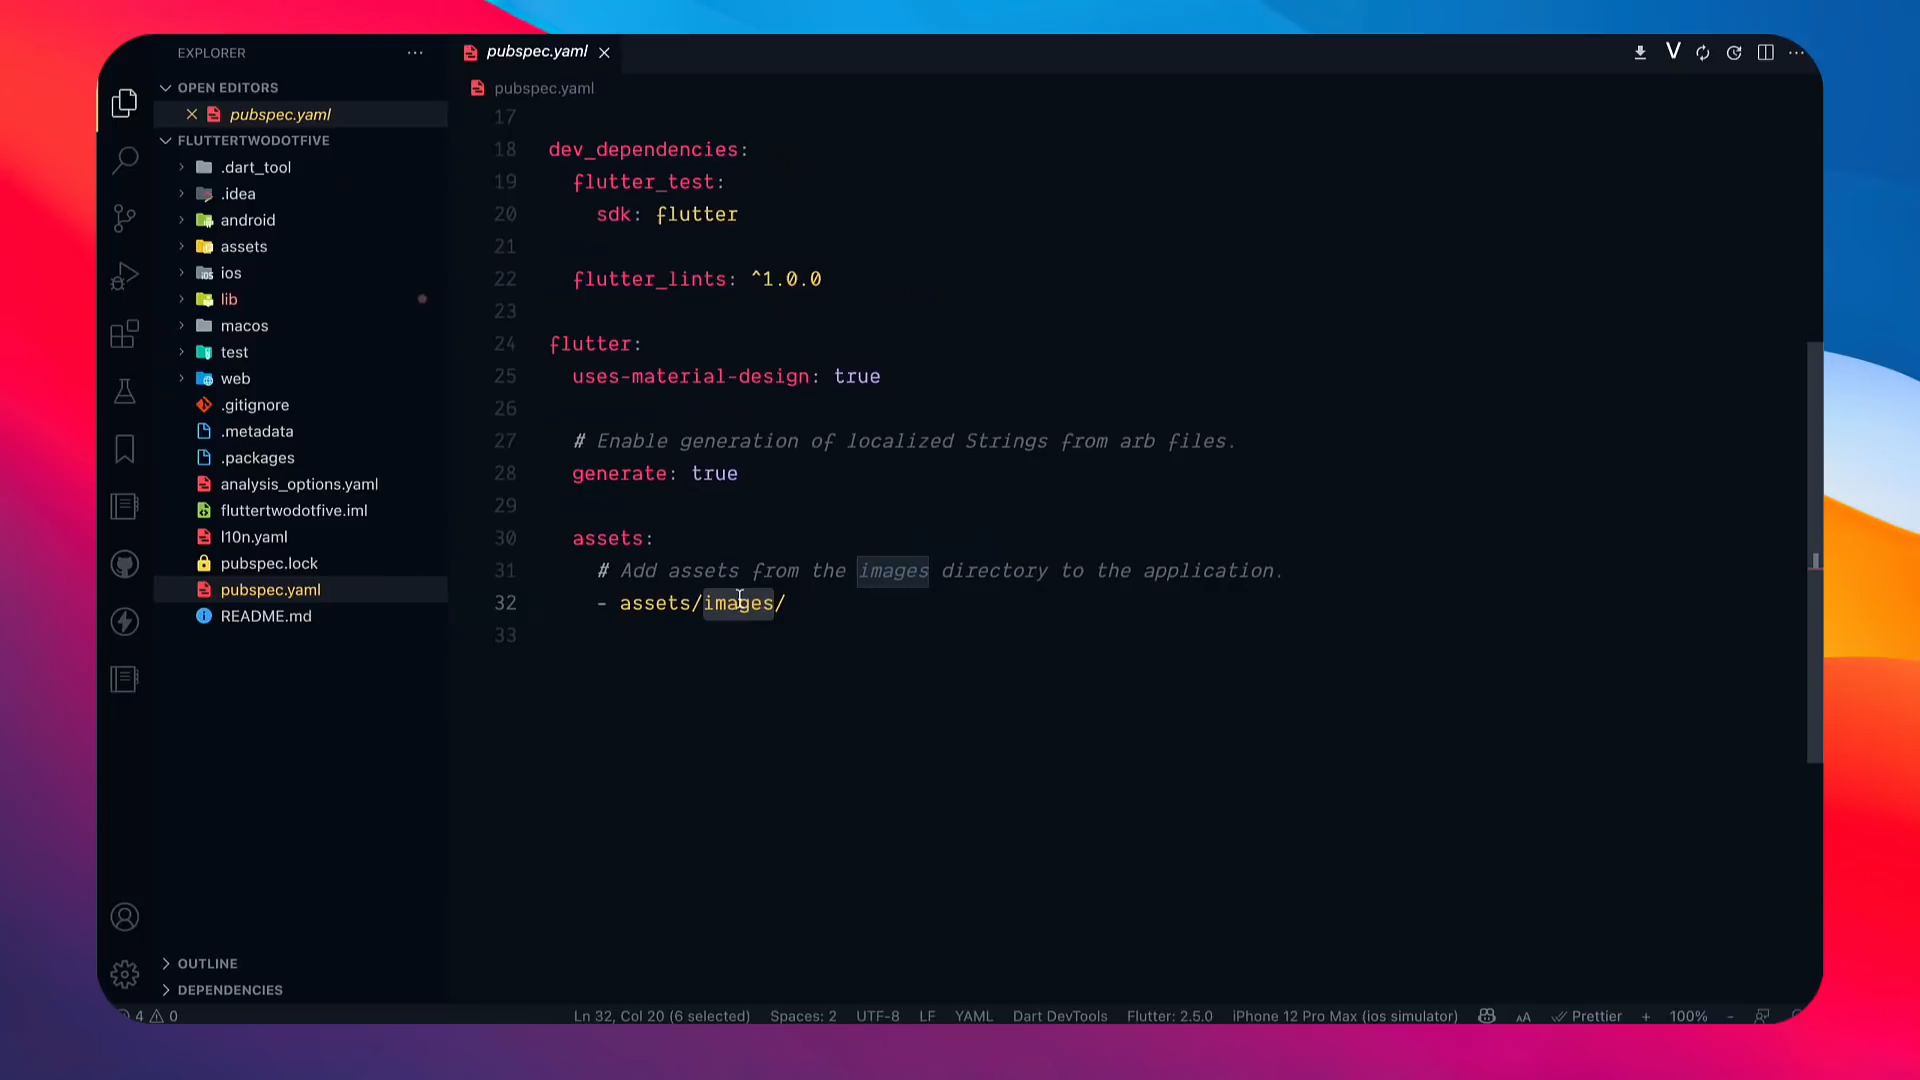 EXPLORER
OPEN EDITORS
pubspec.yaml
FLUTTERTWODOTFIVE
.dart_tool
.idea
android
assets
ios
lib
macos
test
web
.gitignore
.metadata
.packages
analysis_options.yaml
fluttertwodotfive.iml
l10n.yaml
pubspec.lock
pubspec.yaml
README.md
OUTLINE
DEPENDENCIES
pubspec.yaml
V
pubspec.yaml
17
18 dev_dependencies:
19 flutter_test:
20 sdk: flutter
21
22 flutter_lints: ^1.0.0
23
24 flutter:
25 uses-material-design: true
26
27 # Enable generation of localized Strings from arb files.
28 generate: true
29
30 assets:
31 # Add assets from the images directory to the application.
32 - assets/images/
33
4 0 Ln 32, Col 20 (6 selected) Spaces: 2 UTF-8 LF YAML Dart DevTools Flutter: 2.5.0 iPhone 12 Pro Max (ios simulator) AA Prettier + 100% -